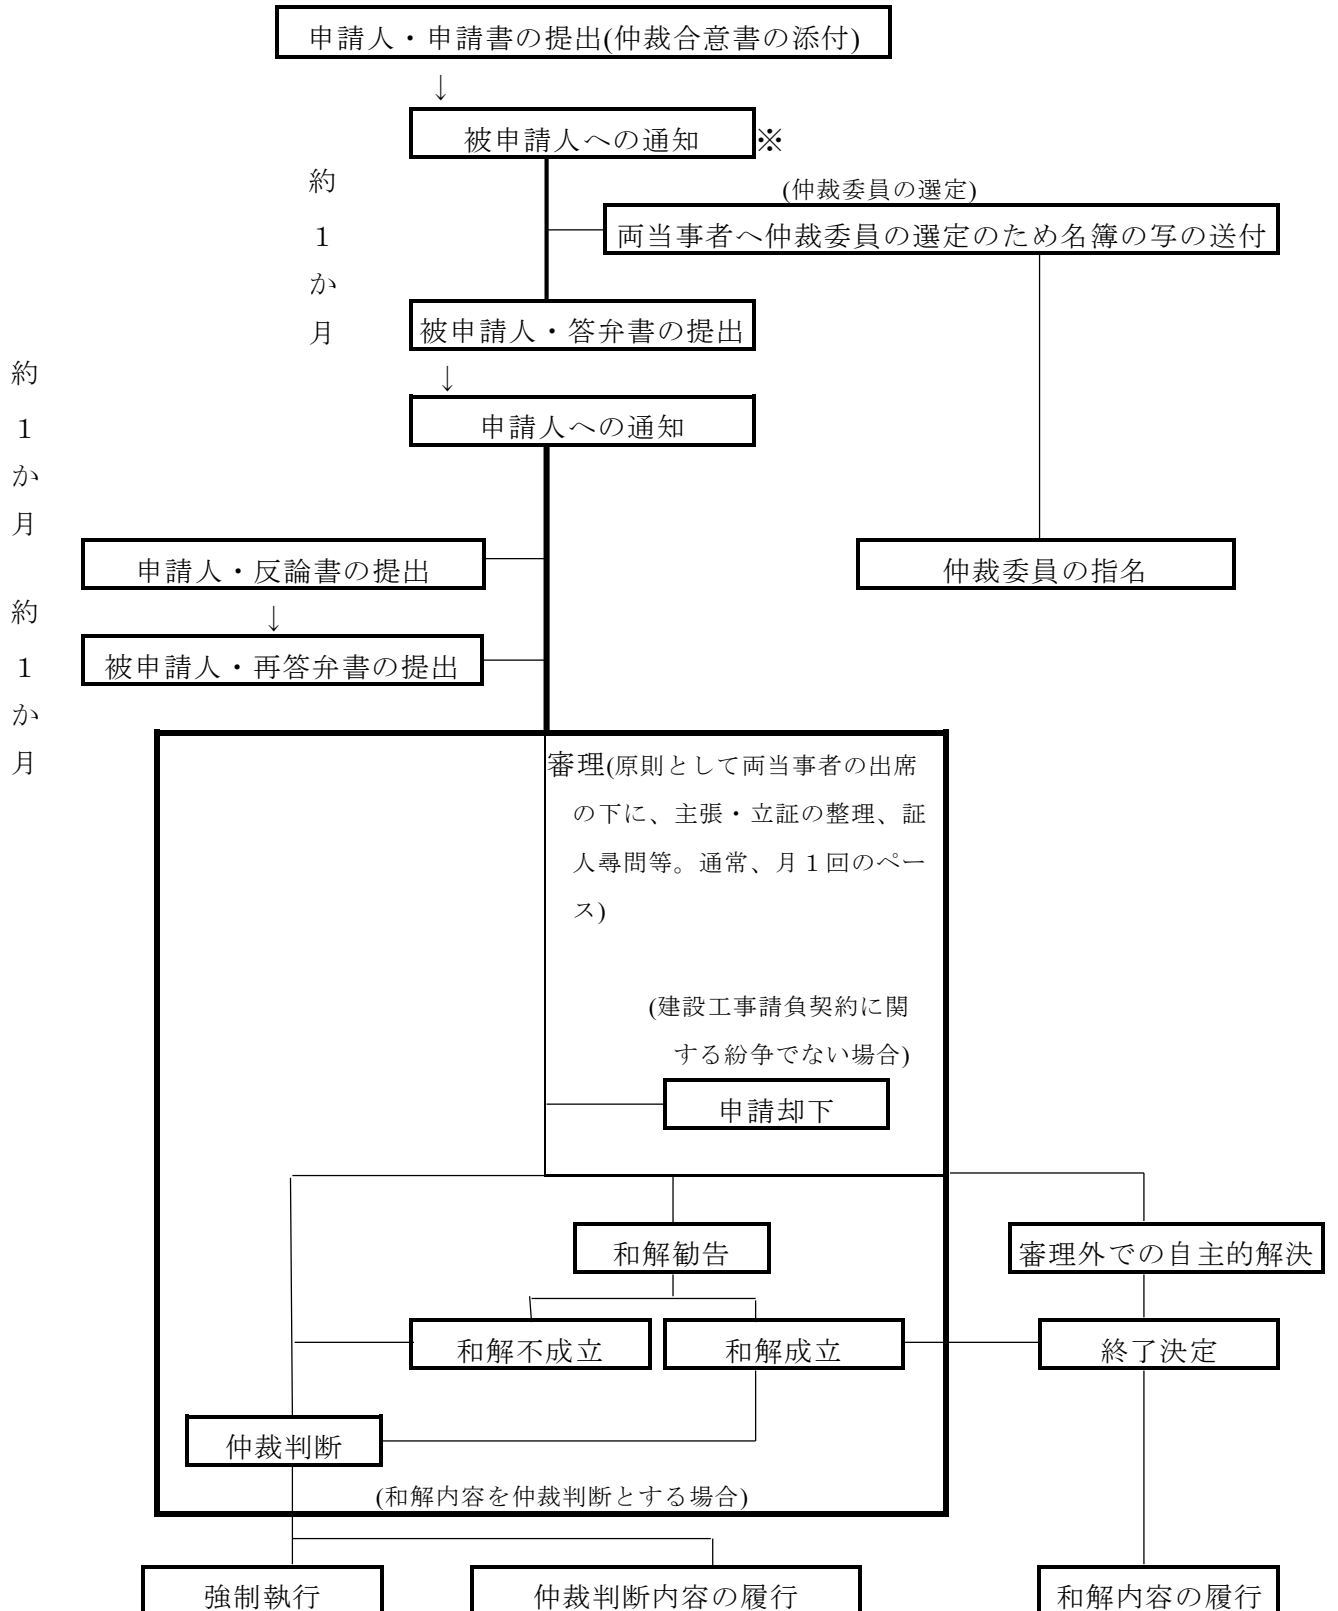 申請人・申請書の提出(仲裁合意書の添付)
↓
被申請人への通知※
約
1
か
月
(仲裁委員の選定)
両当事者へ仲裁委員の選定のため名簿の写の送付
被申請人・答弁書の提出
↓
申請人への通知
約
1
か
月
申請人・反論書の提出
仲裁委員の指名
約
1
か
月
↓
被申請人・再答弁書の提出
審理(原則として両当事者の出席
の下に、主張・立証の整理、証
人尋問等。通常、月1回のペー
ス)
(建設工事請負契約に関
する紛争でない場合)
申請却下
和解勧告
審理外での自主的解決
和解不成立
和解成立
終了決定
仲裁判断
(和解内容を仲裁判断とする場合)
強制執行
仲裁判断内容の履行
和解内容の履行